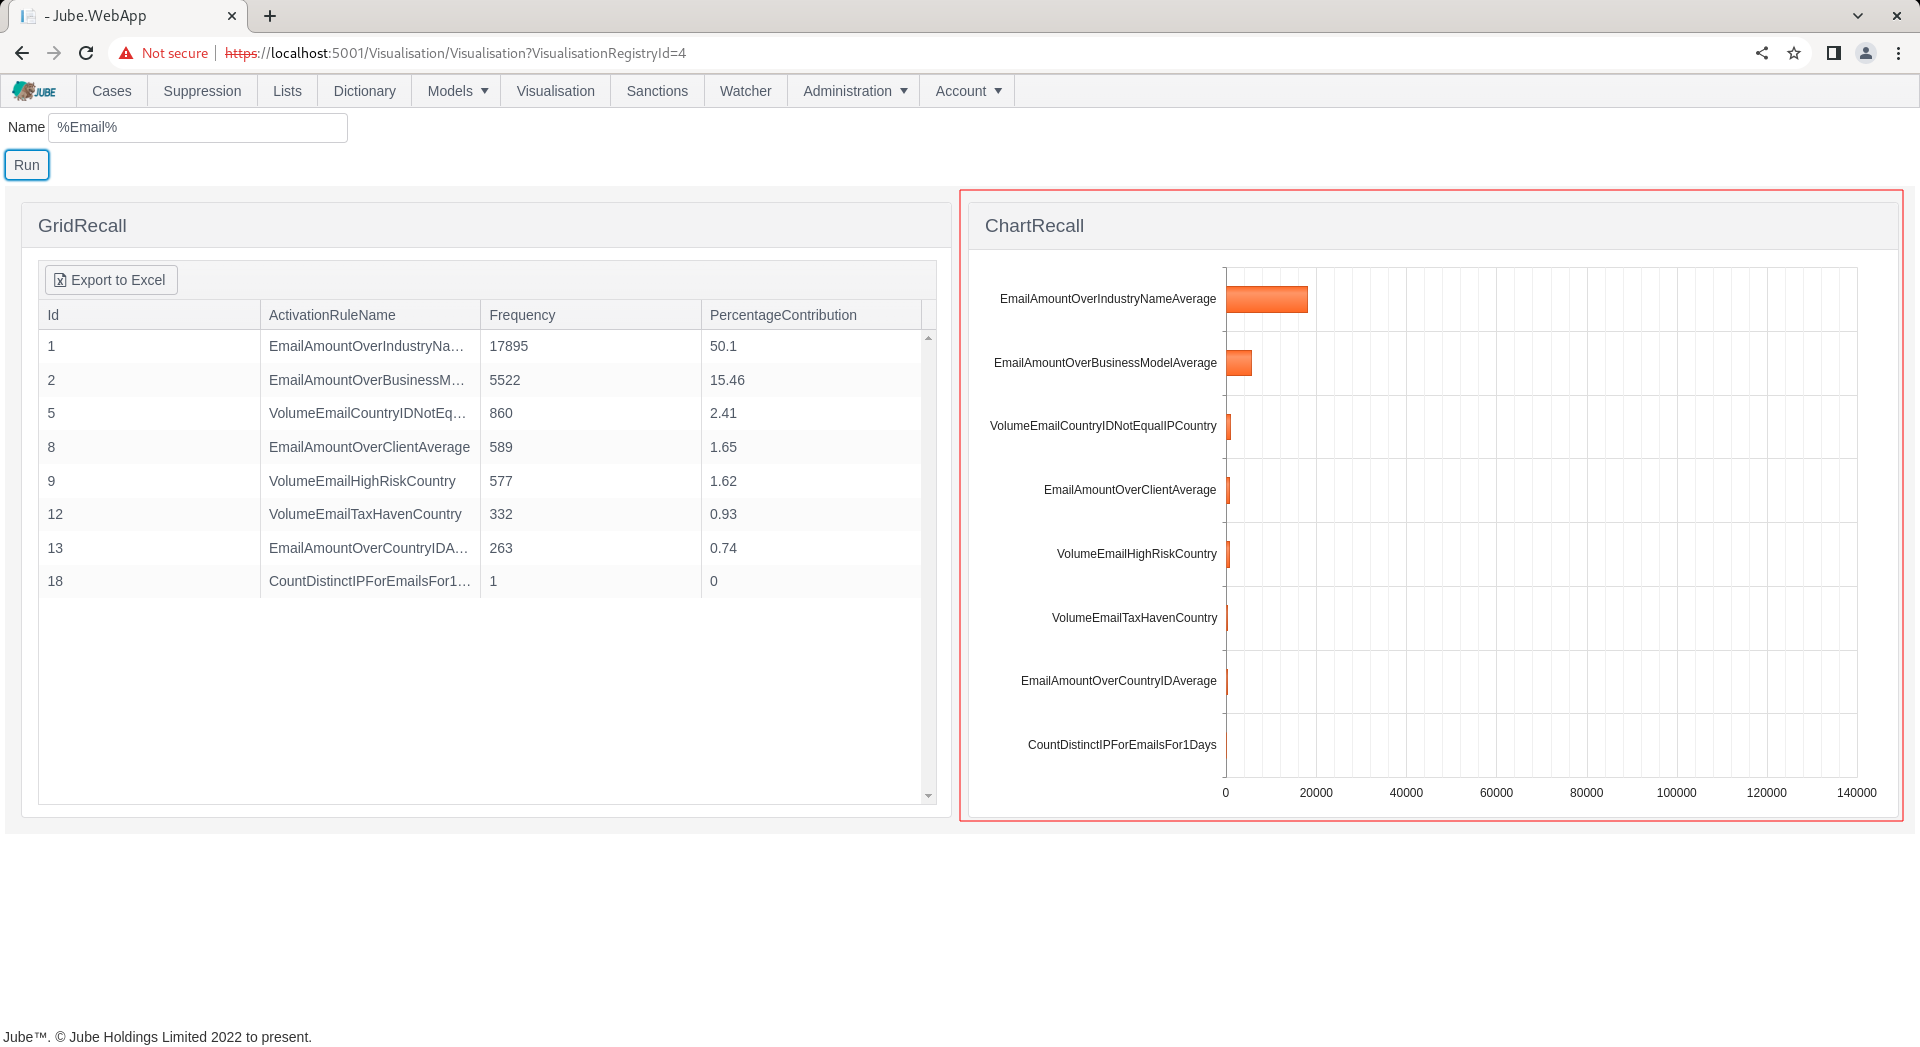 - Jube.WebApp
Not secure https://localhost:5001/Visualisation/Visualisation?VisualisationRegistryId=4
JUBE Cases Suppression Lists Dictionary Models Visualisation Sanctions Watcher Administration Account
Name %Email%
Run
GridRecall
Export to Excel
Id ActivationRuleName Frequency PercentageContribution
1 EmailAmountOverIndustryNa... 17895 50.1
2 EmailAmountOverBusinessM... 5522 15.46
5 VolumeEmailCountryIDNotEq... 860 2.41
8 EmailAmountOverClientAverage 589 1.65
9 VolumeEmailHighRiskCountry 577 1.62
12 VolumeEmailTaxHavenCountry 332 0.93
13 EmailAmountOverCountryIDA... 263 0.74
18 CountDistinctIPForEmailsFor1... 1 0
ChartRecall
EmailAmountOverIndustryNameAverage
EmailAmountOverBusinessModelAverage
VolumeEmailCountryIDNotEqualIPCountry
EmailAmountOverClientAverage
VolumeEmailHighRiskCountry
VolumeEmailTaxHavenCountry
EmailAmountOverCountryIDAverage
CountDistinctIPForEmailsFor1Days
0 20000 40000 60000 80000 100000 120000 140000
Jube™. © Jube Holdings Limited 2022 to present.